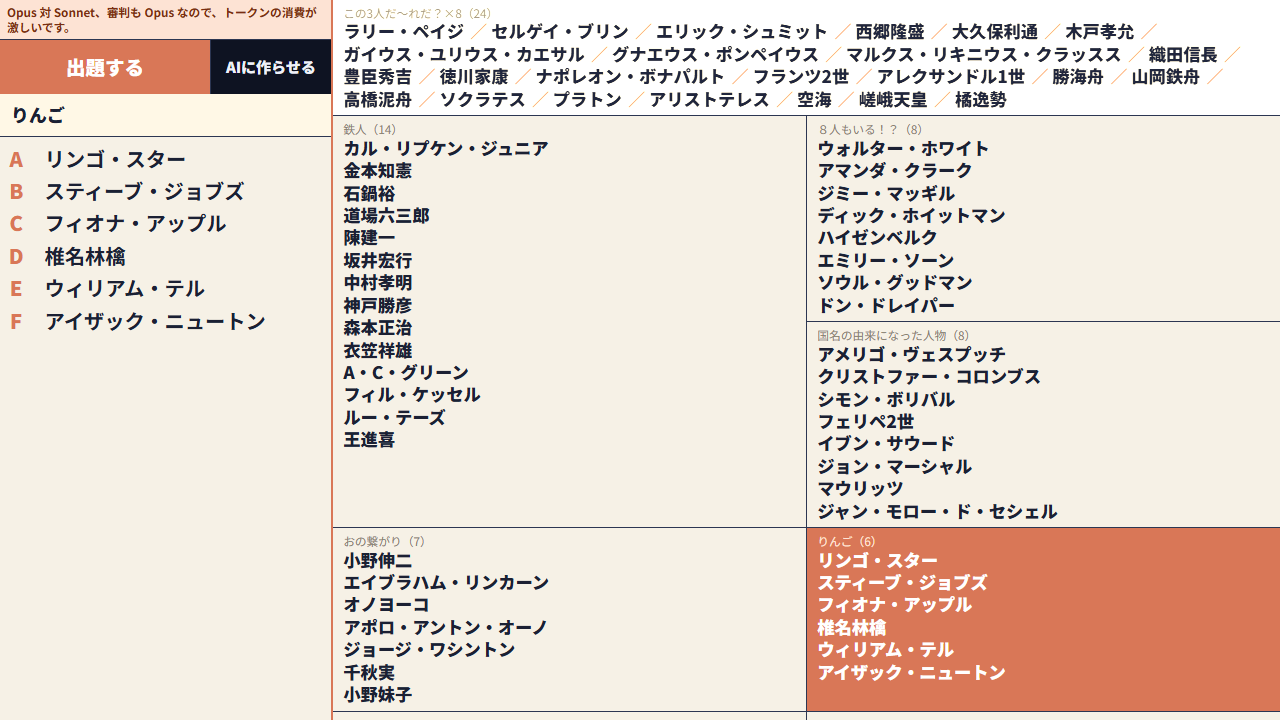 Opus 対 Sonnet、審判も Opus なので、トークンの消費が
激しいです。
出題する
AIに作らせる
りんご
A リンゴ・スター
B スティーブ・ジョブズ
C フィオナ・アップル
D 椎名林檎
E ウィリアム・テル
F アイザック・ニュートン
この3人だ〜れだ？×8（24）
ラリー・ペイジ ／ セルゲイ・ブリン ／ エリック・シュミット ／ 西郷隆盛 ／ 大久保利通 ／ 木戸孝允 ／
ガイウス・ユリウス・カエサル ／ グナエウス・ポンペイウス ／ マルクス・リキニウス・クラッスス ／ 織田信長 ／
豊臣秀吉 ／ 徳川家康 ／ ナポレオン・ボナパルト ／ フランツ2世 ／ アレクサンドル1世 ／ 勝海舟 ／ 山岡鉄舟 ／
高橋泥舟 ／ ソクラテス ／ プラトン ／ アリストテレス ／ 空海 ／ 嵯峨天皇 ／ 橘逸勢
鉄人（14）
カル・リプケン・ジュニア
金本知憲
石鍋裕
道場六三郎
陳建一
坂井宏行
中村孝明
神戸勝彦
森本正治
衣笠祥雄
A・C・グリーン
フィル・ケッセル
ルー・テーズ
王進喜
８人もいる！？（8）
ウォルター・ホワイト
アマンダ・クラーク
ジミー・マッギル
ディック・ホイットマン
ハイゼンベルク
エミリー・ソーン
ソウル・グッドマン
ドン・ドレイパー
国名の由来になった人物（8）
アメリゴ・ヴェスプッチ
クリストファー・コロンブス
シモン・ボリバル
フェリペ2世
イブン・サウード
ジョン・マーシャル
マウリッツ
ジャン・モロー・ド・セシェル
おの繋がり（7）
小野伸二
エイブラハム・リンカーン
オノヨーコ
アポロ・アントン・オーノ
ジョージ・ワシントン
千秋実
小野妹子
りんご（6）
リンゴ・スター
スティーブ・ジョブズ
フィオナ・アップル
椎名林檎
ウィリアム・テル
アイザック・ニュートン